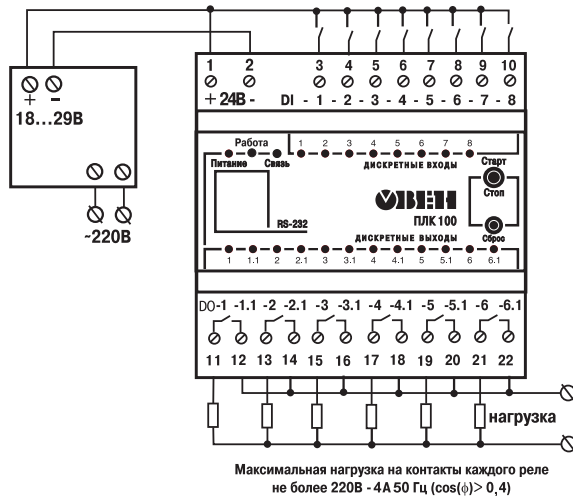 1 2 3 4 5 6 7 8 9 10
+ 24В - DI - 1 - 2 - 3 - 4 - 5 - 6 - 7 - 8
+ -
18...29В
~220В
Работа
Питание Связь
1 2 3 4 5 6 7 8
ДИСКРЕТНЫЕ ВХОДЫ
Старт
Стоп
ОВЕН
ПЛК 100
RS-232
Сброс
ДИСКРЕТНЫЕ ВЫХОДЫ
1 1.1 2 2.1 3 3.1 4 4.1 5 5.1 6 6.1
DO-1 -1.1 -2 -2.1 -3 -3.1 -4 -4.1 -5 -5.1 -6 -6.1
11 12 13 14 15 16 17 18 19 20 21 22
нагрузка
Максимальная нагрузка на контакты каждого реле
не более 220В - 4А 50 Гц (cos(ϕ)> 0,4)